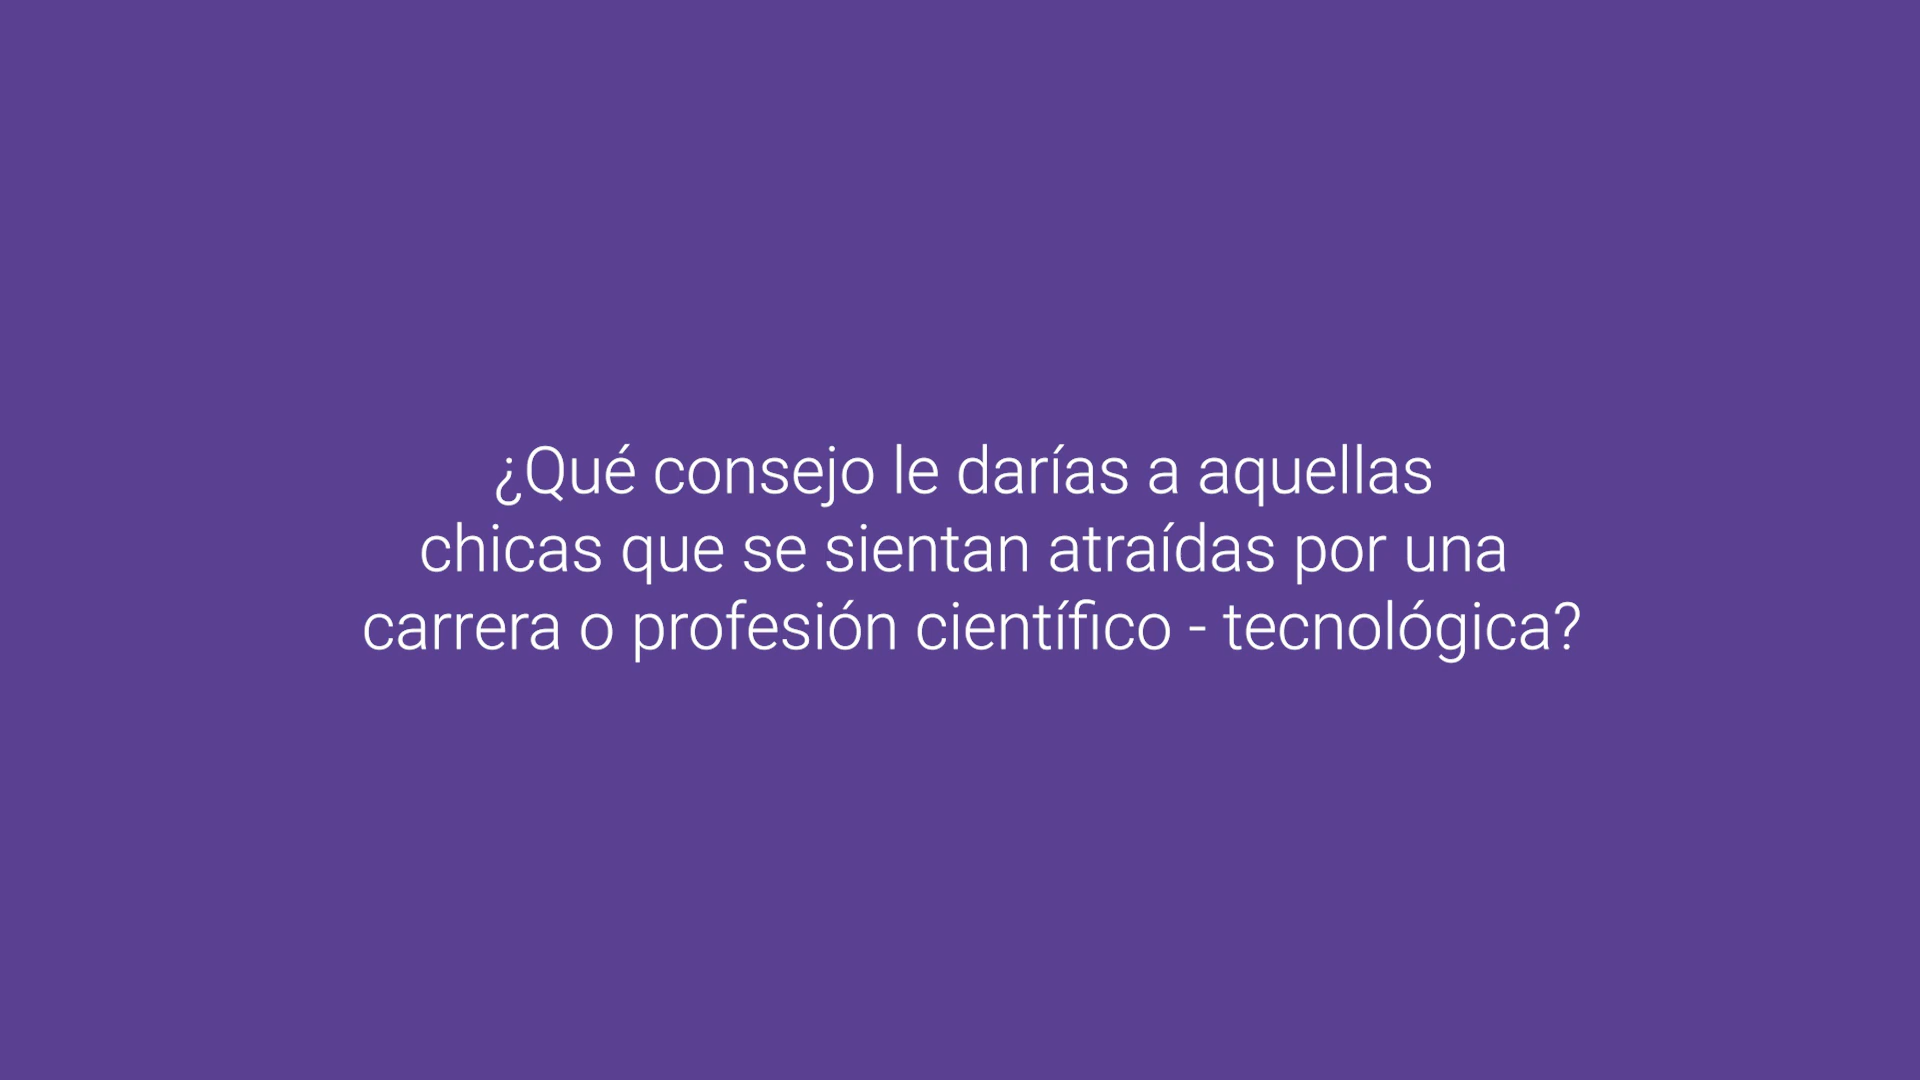 ¿Qué consejo le darías a aquellas
chicas que se sientan atraídas por una
carrera o profesión científico - tecnológica?